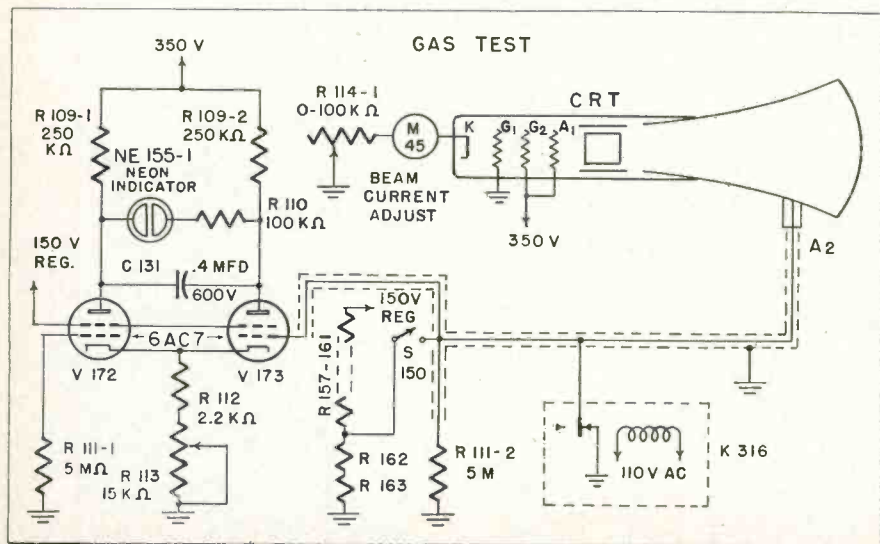 GAS TEST
350 V
R 109-1
250
KΩ
R 109-2
250 KΩ
NE 155-1
NEON
INDICATOR
R 110
100 KΩ
150 V
REG.
C 131
.4 MFD
600V
6AC7
V 172
V 173
R 112
2.2 KΩ
R 111-1
5 MΩ
R 113
15 KΩ
R 114-1
0-100 KΩ
M
45
BEAM
CURRENT
ADJUST
K
G1
G2
A1
CRT
350 V
A2
150V
REG
R 157-161
S
150
R 162
R 163
R 111-2
5 M
110V AC
K 316